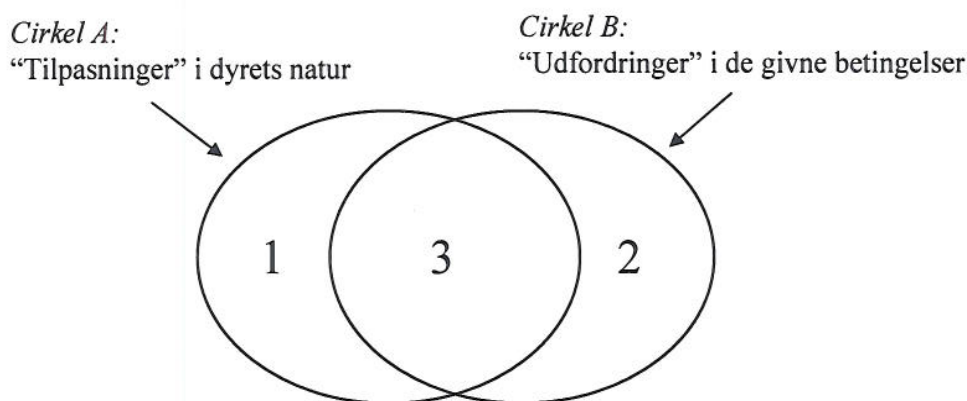 Cirkel A:
“Tilpasninger” i dyrets natur
Cirkel B:
“Udfordringer” i de givne betingelser
1
3
2